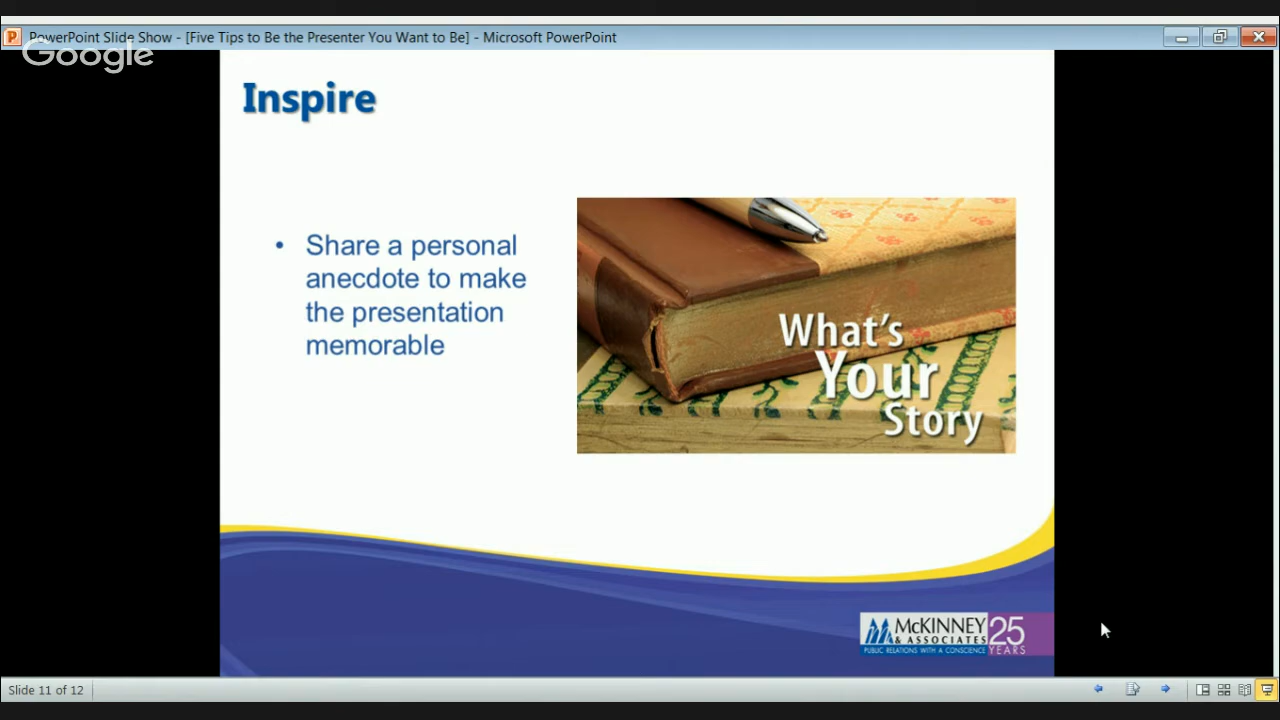 PowerPoint Slide Show - [Five Tips to Be the Presenter You Want to Be] - Microsoft PowerPoint
Google
Inspire
• Share a personal
anecdote to make
the presentation
memorable
What's
Your
Story
McKINNEY
& ASSOCIATES
PUBLIC RELATIONS WITH A CONSCIENCE
25
YEARS
Slide 11 of 12